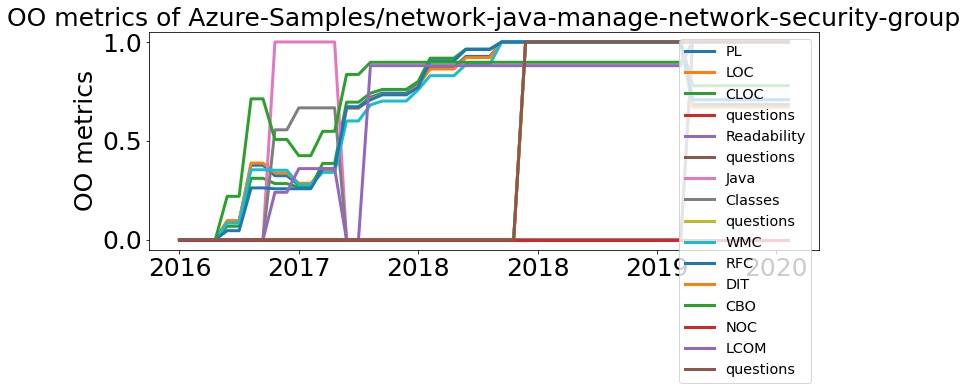 OO metrics of Azure-Samples/network-java-manage-network-security-group
OO metrics
1.0
0.5
0.0
2016 2017 2018 2018 2019 2020
PL
LOC
CLOC
questions
Readability
questions
Java
Classes
questions
WMC
RFC
DIT
CBO
NOC
LCOM
questions